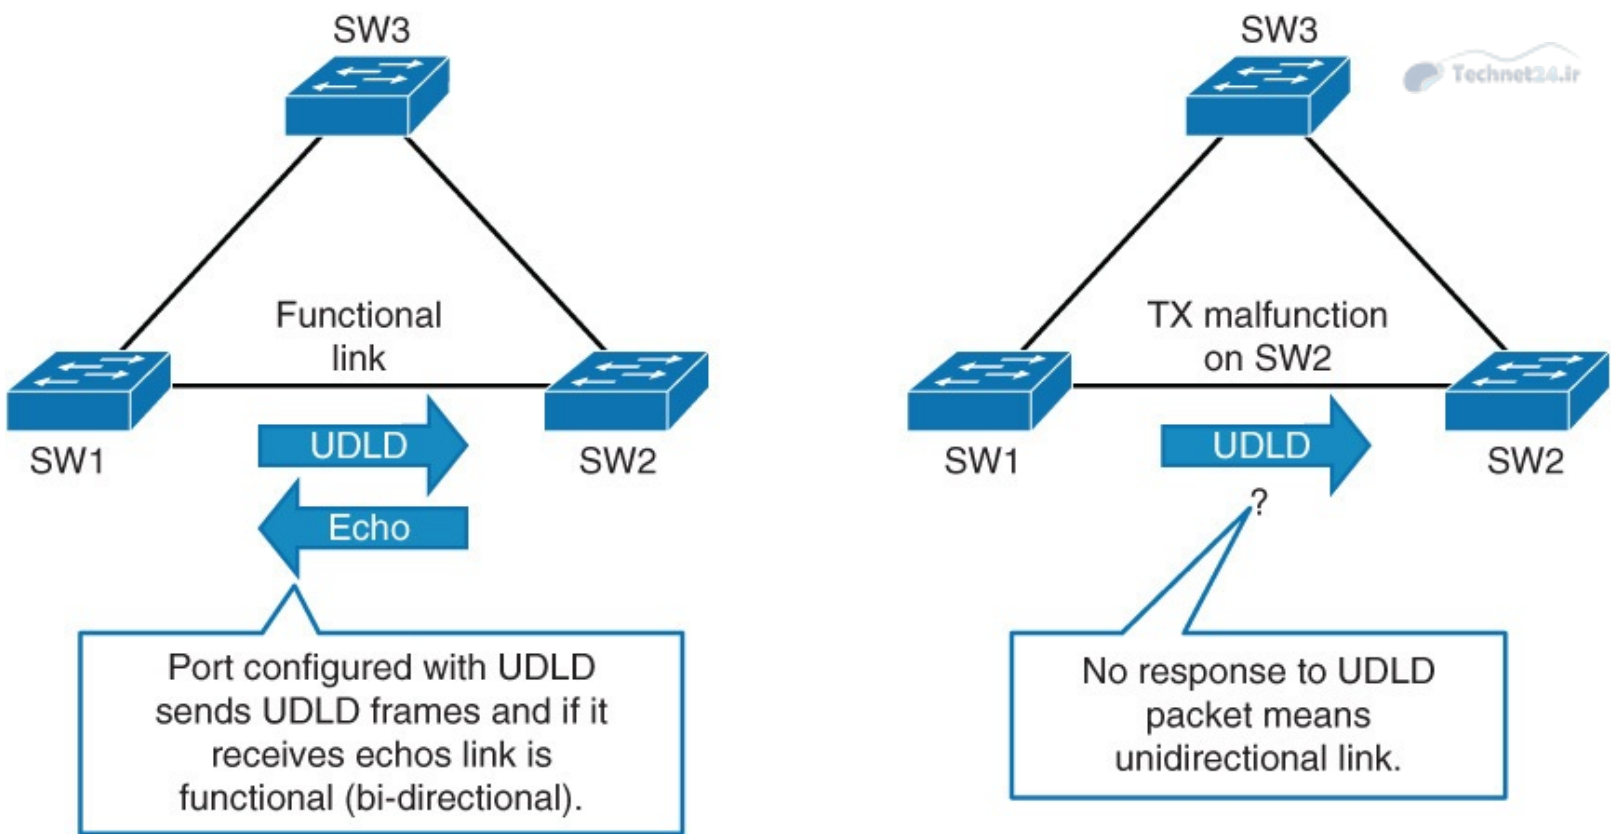 SW3
Functional
link
SW1
SW2
UDLD
Echo
Port configured with UDLD
sends UDLD frames and if it
receives echos link is
functional (bi-directional).
SW3
Technet24.ir
TX malfunction
on SW2
SW1
SW2
UDLD
?
No response to UDLD
packet means
unidirectional link.